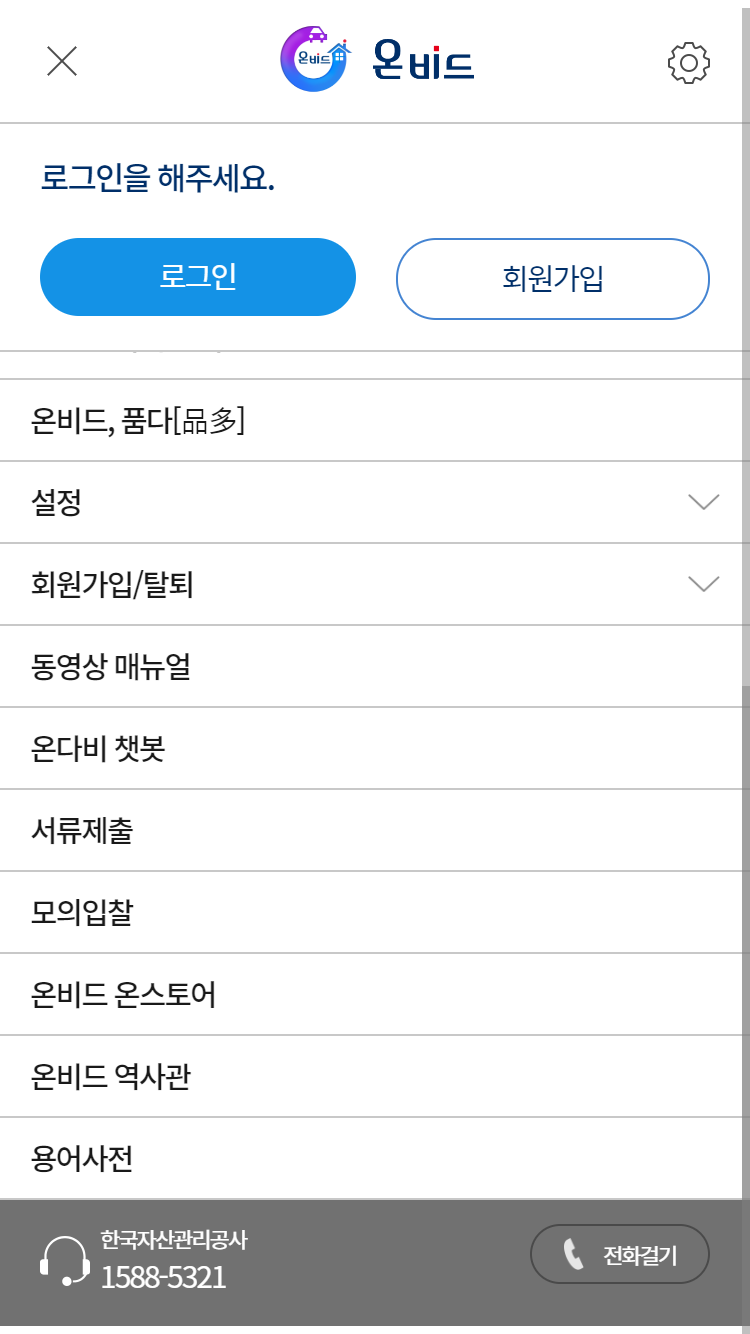 온비드 온비드
로그인을 해주세요.
로그인 회원가입
온비드, 품다[品多]
설정
회원가입/탈퇴
동영상 매뉴얼
온다비 챗봇
서류제출
모의입찰
온비드 온스토어
온비드 역사관
용어사전
한국자산관리공사
1588-5321
전화걸기